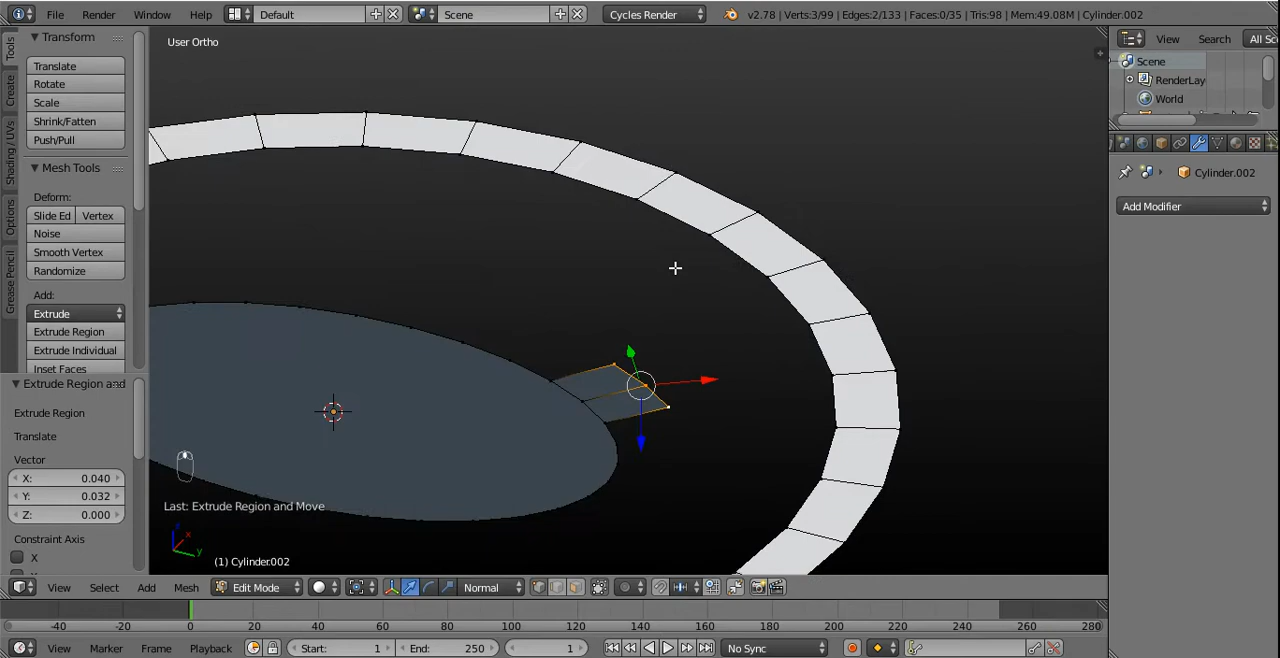 File Render Window Help Default Scene Cycles Render v2.78 | Verts:3/99 | Edges:2/133 | Faces:0/35 | Tris:98 | Mem:49.08M | Cylinder.002
Tools
Create
Shading / UVs
Options
Grease Pencil
Transform
Translate
Rotate
Scale
Shrink/Fatten
Push/Pull
Mesh Tools
Deform:
Slide Ed Vertex
Noise
Smooth Vertex
Randomize
Add:
Extrude
Extrude Region
Extrude Individual
Inset Faces
Extrude Region and
Extrude Region
Translate
Vector
X: 0.040
Y: 0.032
Z: 0.000
Constraint Axis
X
User Ortho
Last: Extrude Region and Move
z x y
(1) Cylinder.002
View Select Add Mesh Edit Mode Normal
View Search All Sc
Scene
RenderLay
World
Cylinder.002
Add Modifier
-40 -20 0 20 40 60 80 100 120 140 160 180 200 220 240 260 280
View Marker Frame Playback Start: 1 End: 250 1 No Sync